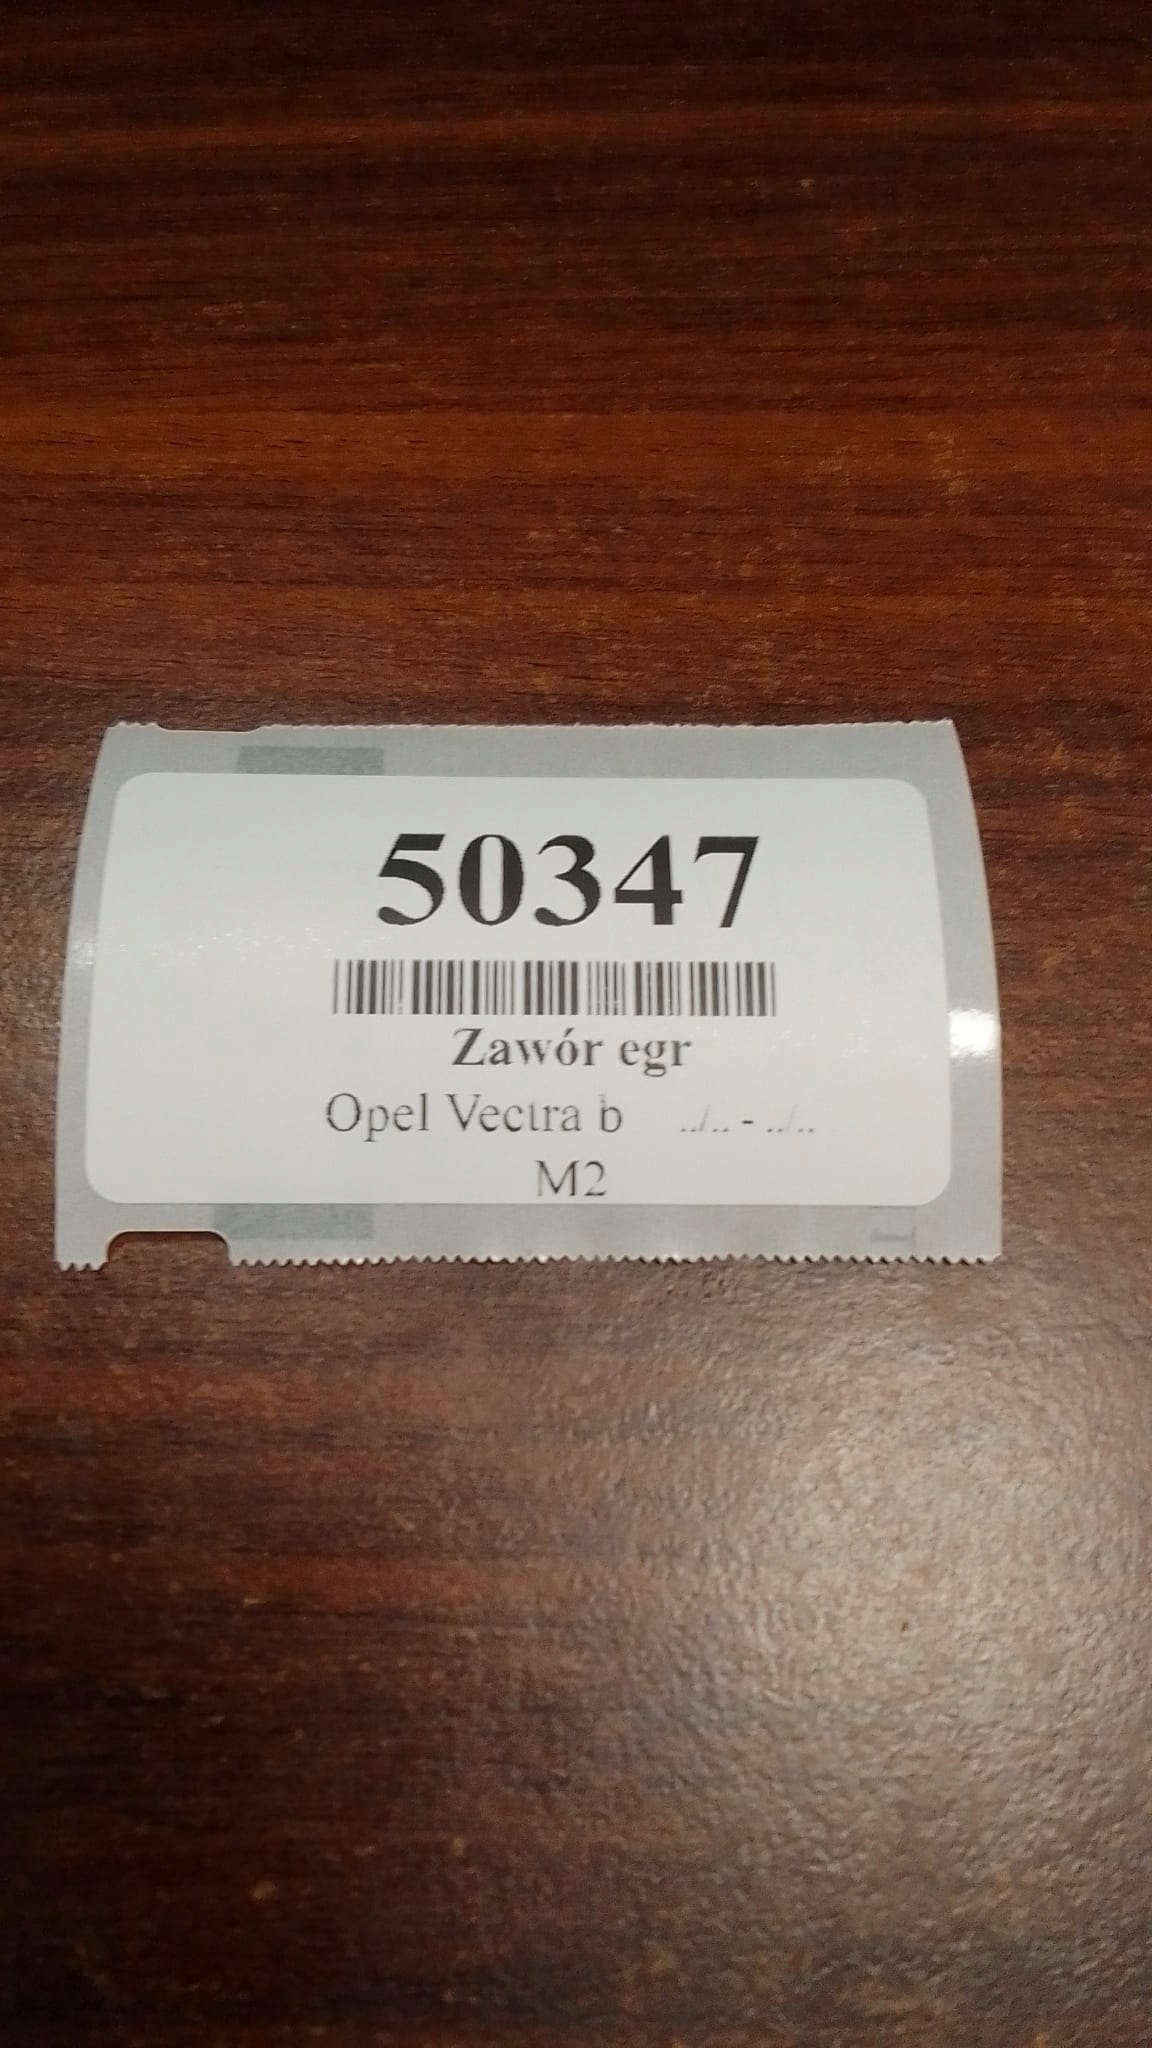 50347
Zawór egr
Opel Vectra b ../.. - ../..
M2